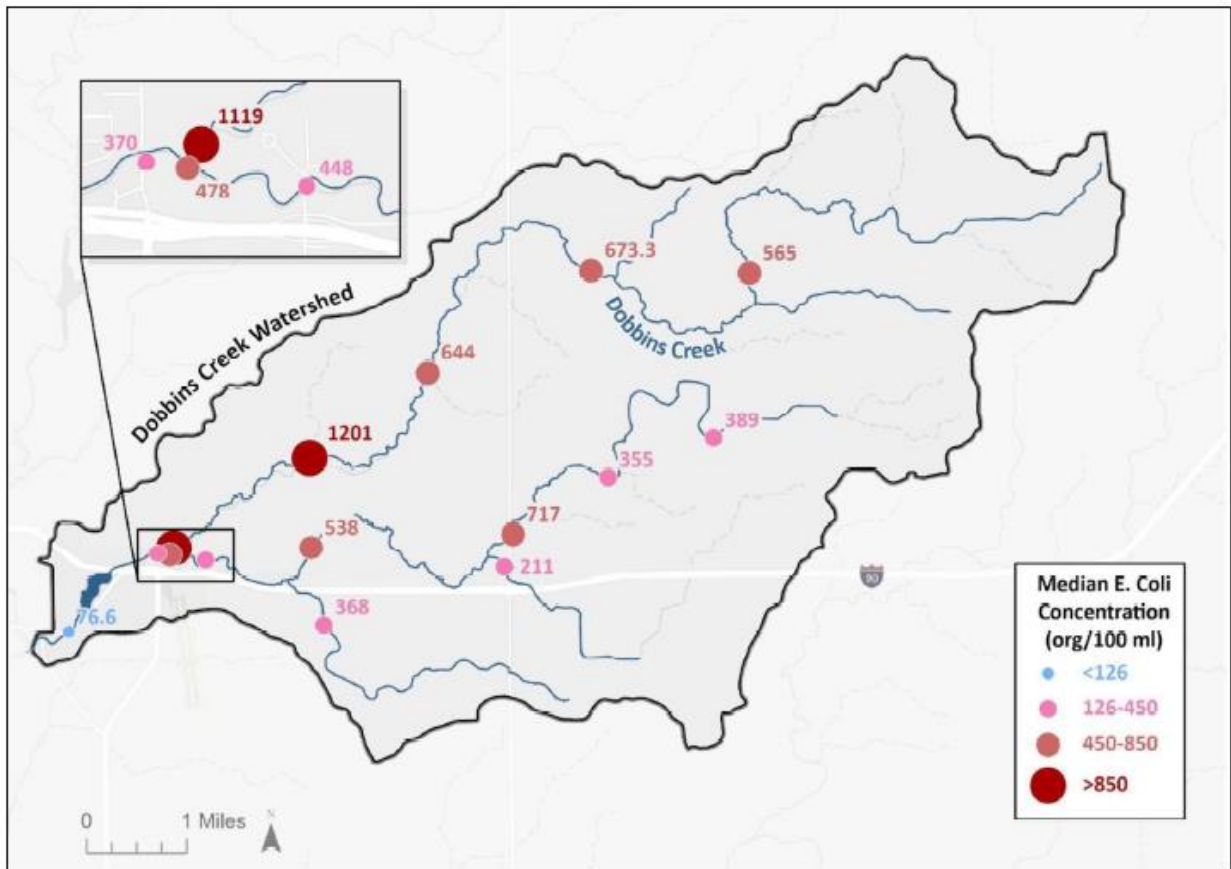 1119
370
448
478
673.3
565
Dobbins Creek Watershed
Dobbins Creek
644
389
1201
355
717
538
211
90
368
76.6
Median E. Coli
Concentration
(org/100 ml)
<126
126-450
450-850
>850
0 1 Miles
N